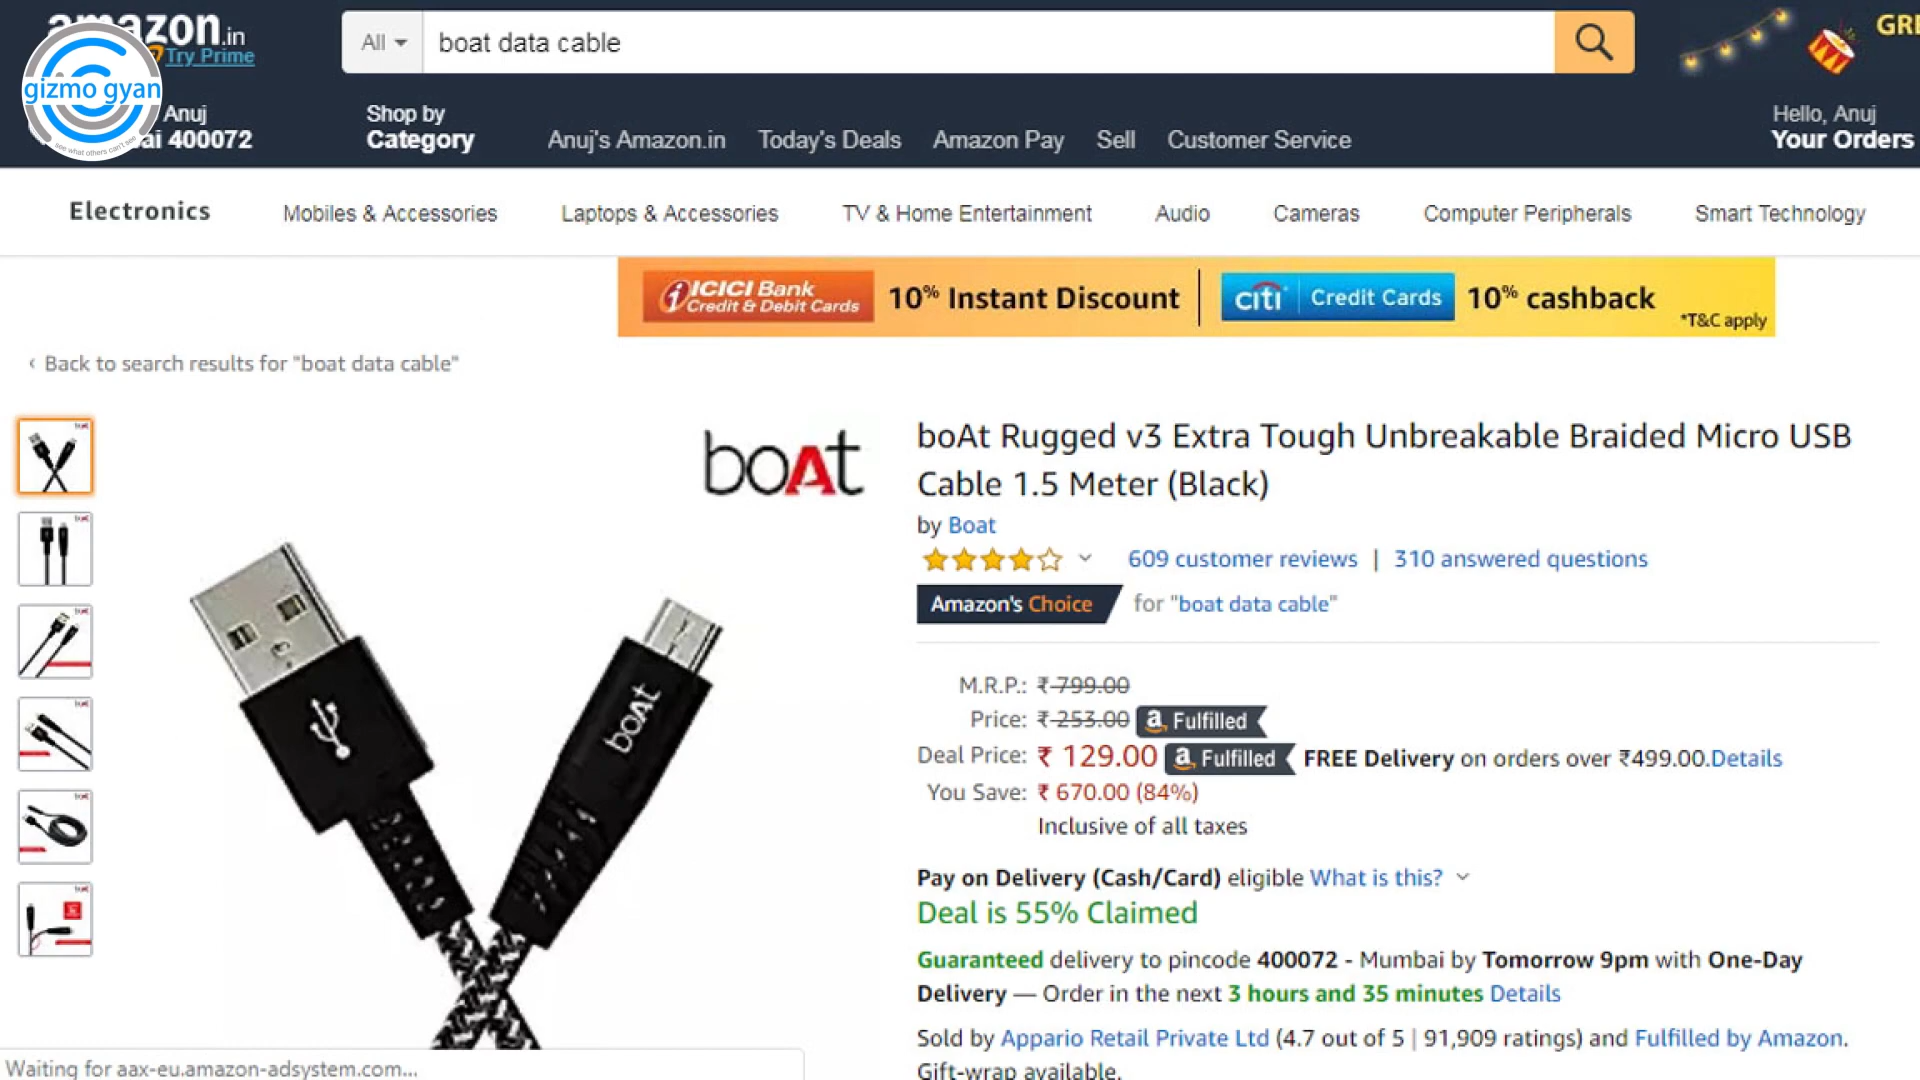 amazon.in
Try Prime
gizmo gyan
see what others can't see
All
boat data cable
GRE
Anuj
ai 400072
Shop by
Category
Anuj's Amazon.in
Today's Deals
Amazon Pay
Sell
Customer Service
Hello, Anuj
Your Orders
Electronics
Mobiles & Accessories
Laptops & Accessories
TV & Home Entertainment
Audio
Cameras
Computer Peripherals
Smart Technology
ICICI Bank
Credit & Debit Cards
10% Instant Discount
citi Credit Cards
10% cashback
*T&C apply
‹ Back to search results for "boat data cable"
boAt
boAt
boAt Rugged v3 Extra Tough Unbreakable Braided Micro USB
Cable 1.5 Meter (Black)
by Boat
609 customer reviews | 310 answered questions
Amazon's Choice for "boat data cable"
M.R.P.: ₹ 799.00
Price: ₹ 253.00 a Fulfilled
Deal Price: ₹ 129.00 a Fulfilled FREE Delivery on orders over ₹499.00.Details
You Save: ₹ 670.00 (84%)
Inclusive of all taxes
Pay on Delivery (Cash/Card) eligible What is this?
Deal is 55% Claimed
Guaranteed delivery to pincode 400072 - Mumbai by Tomorrow 9pm with One-Day
Delivery — Order in the next 3 hours and 35 minutes Details
Sold by Appario Retail Private Ltd (4.7 out of 5 | 91,909 ratings) and Fulfilled by Amazon.
Gift-wrap available.
Waiting for aax-eu.amazon-adsystem.com...